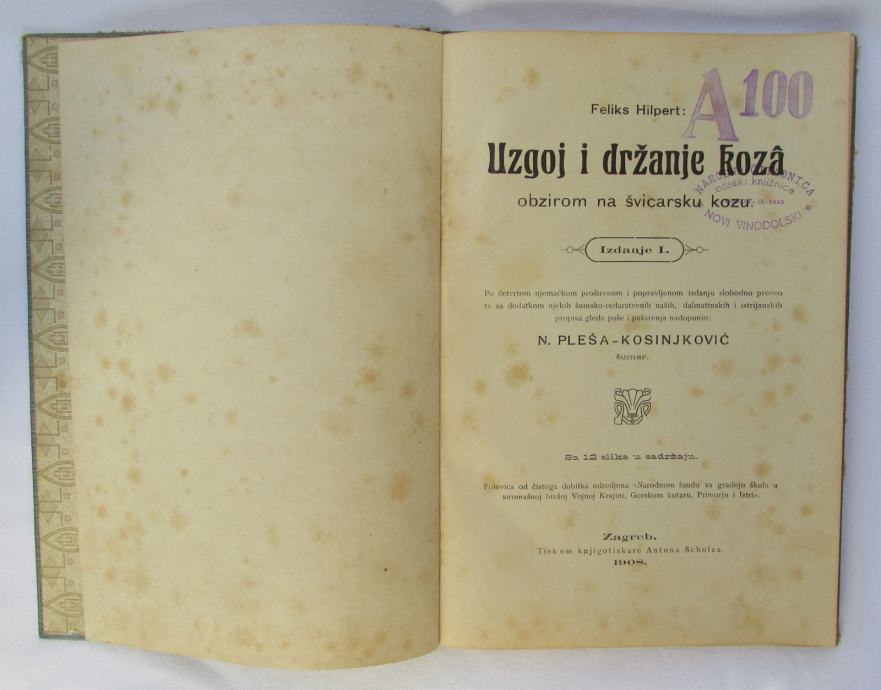 Feliks Hilpert:
A 100
Uzgoj i držanje kozâ
obzirom na švicarsku kozu.
odsek: knjižnica
NOVI VINODOLSKI
Izdanje I.
Po četvrtom njemačkom proširenom i popravljenom izdanju slobodno preveo
te sa dodatkom njekih šumsko-redarstvenih naših, dalmatinskih i istrijanskih
propisa glede paše i pašarenja nadopunio:
N. PLEŠA-KOSINJKOVIĆ
šumar.
Sa 12 slika u sadržaju.
Polovica od čistoga dobitka odredjena »Narodnom fondu za gradnju škola u
siromašnoj bivšoj Vojnoj Krajini, Gorskom kotaru, Primorju i Istri«.
Zagreb.
Tiskom knjigotiskare Antuna Scholza.
1908.